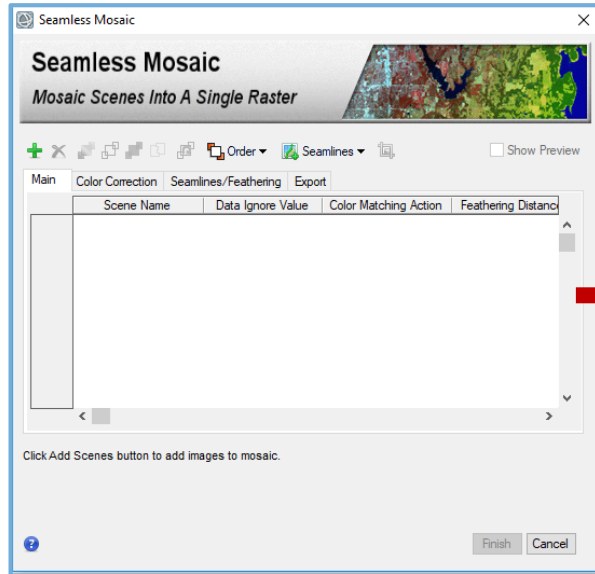 Seamless Mosaic
Seamless Mosaic
Mosaic Scenes Into A Single Raster
Order Seamlines Show Preview
Main Color Correction Seamlines/Feathering Export
Scene Name Data Ignore Value Color Matching Action Feathering Distance
Click Add Scenes button to add images to mosaic.
Finish Cancel